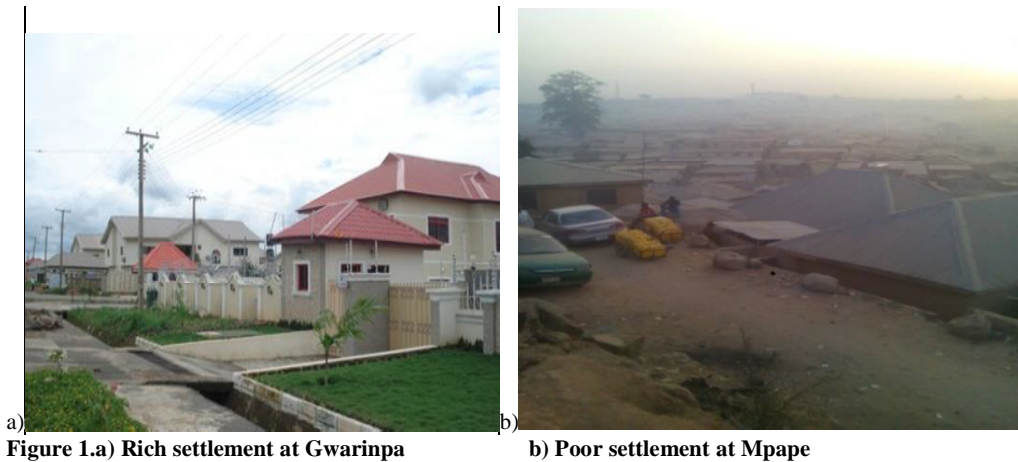 a)
b)
Figure 1.a) Rich settlement at Gwarinpa b) Poor settlement at Mpape